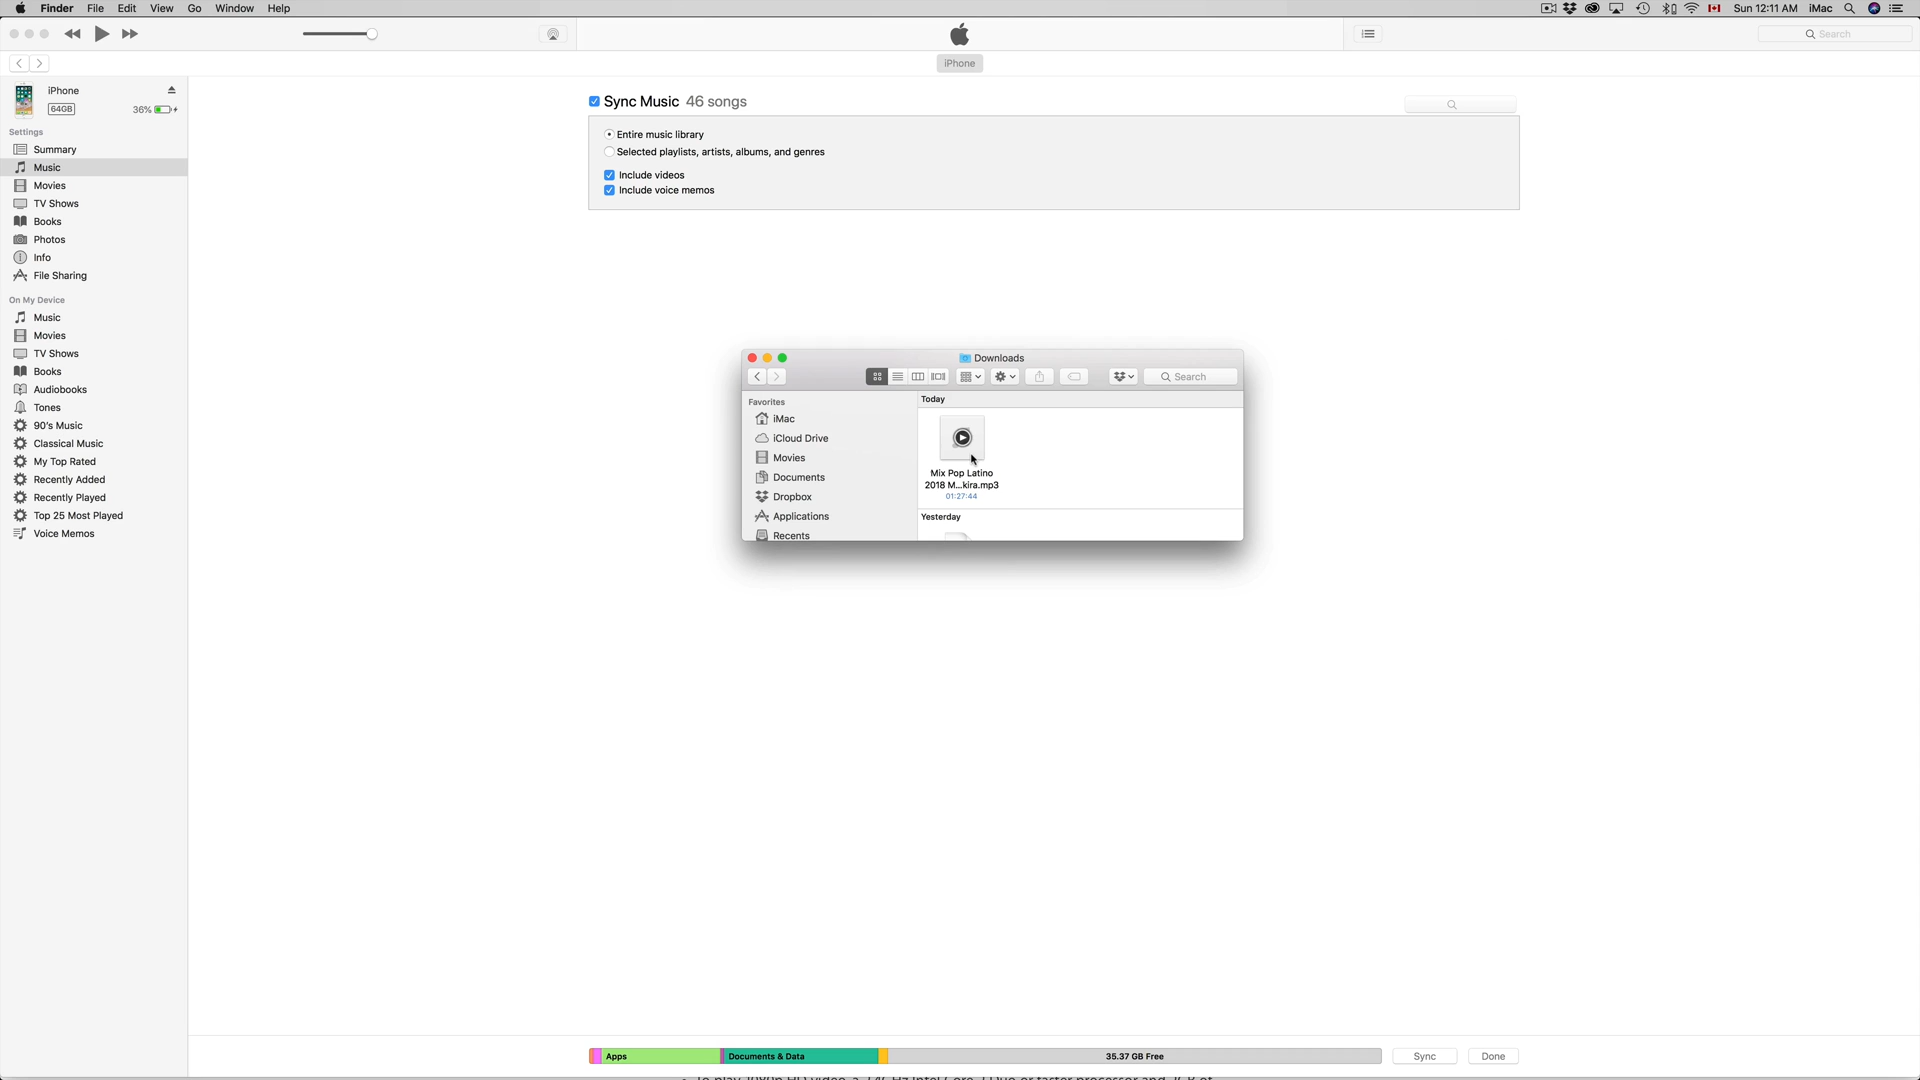 Finder File Edit View Go Window Help
Sun 12:11 AM iMac
Search
iPhone
iPhone
64GB 36%
Settings
Summary
Music
Movies
TV Shows
Books
Photos
Info
File Sharing
On My Device
Music
Movies
TV Shows
Books
Audiobooks
Tones
90's Music
Classical Music
My Top Rated
Recently Added
Recently Played
Top 25 Most Played
Voice Memos
Sync Music 46 songs
Entire music library
Selected playlists, artists, albums, and genres
Include videos
Include voice memos
Downloads
Search
Favorites
iMac
iCloud Drive
Movies
Documents
Dropbox
Applications
Recents
Today
Mix Pop Latino
2018 M...kira.mp3
01:27:44
Yesterday
Apps
Documents & Data
35.37 GB Free
Sync
Done